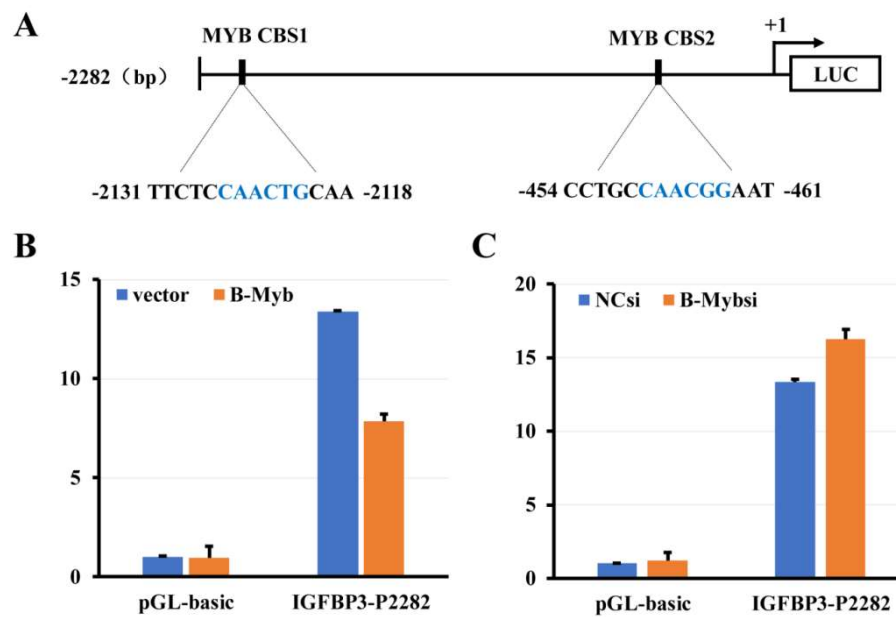 A
MYB CBS1
MYB CBS2
+1
-2282（bp）
LUC
-2131 TTCTCCAACTGCAA -2118
-454 CCTGCCAACGGAAT -461
B
15
10
5
0
vector
B-Myb
pGL-basic
IGFBP3-P2282
C
20
15
10
5
0
NCsi
B-Mybsi
pGL-basic
IGFBP3-P2282